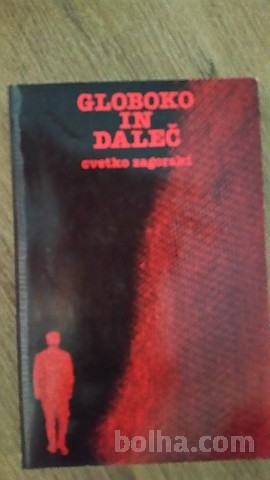 GLOBOKO
IN
DALEČ
cvetko zagorski
bolha.com